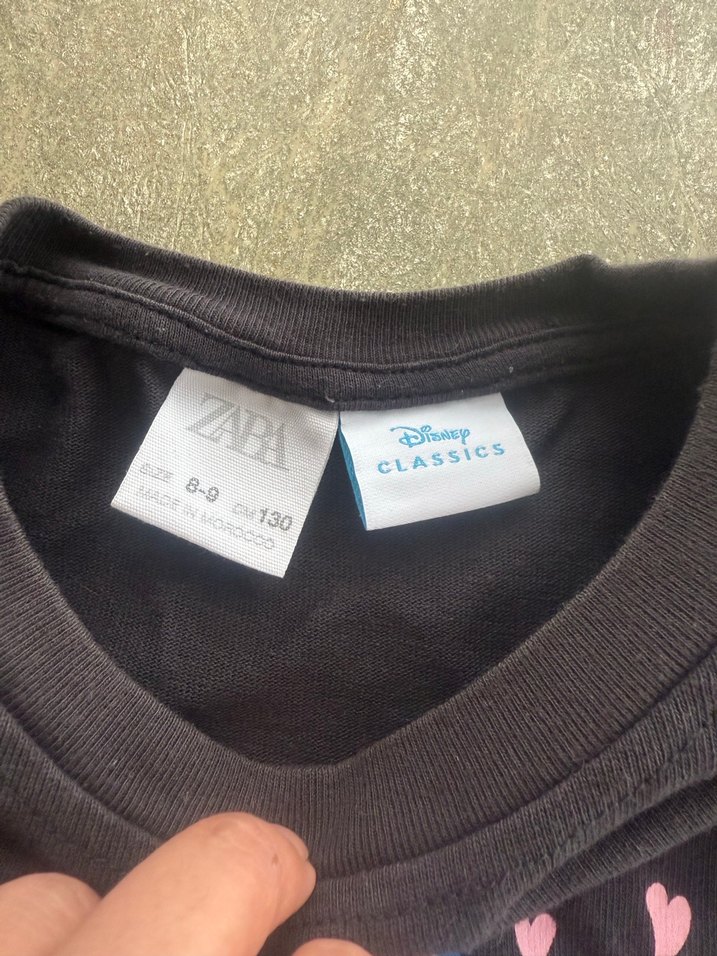 ZARA
SIZE 8-9 CM 130
MADE IN MOROCCO
Disney
CLASSICS